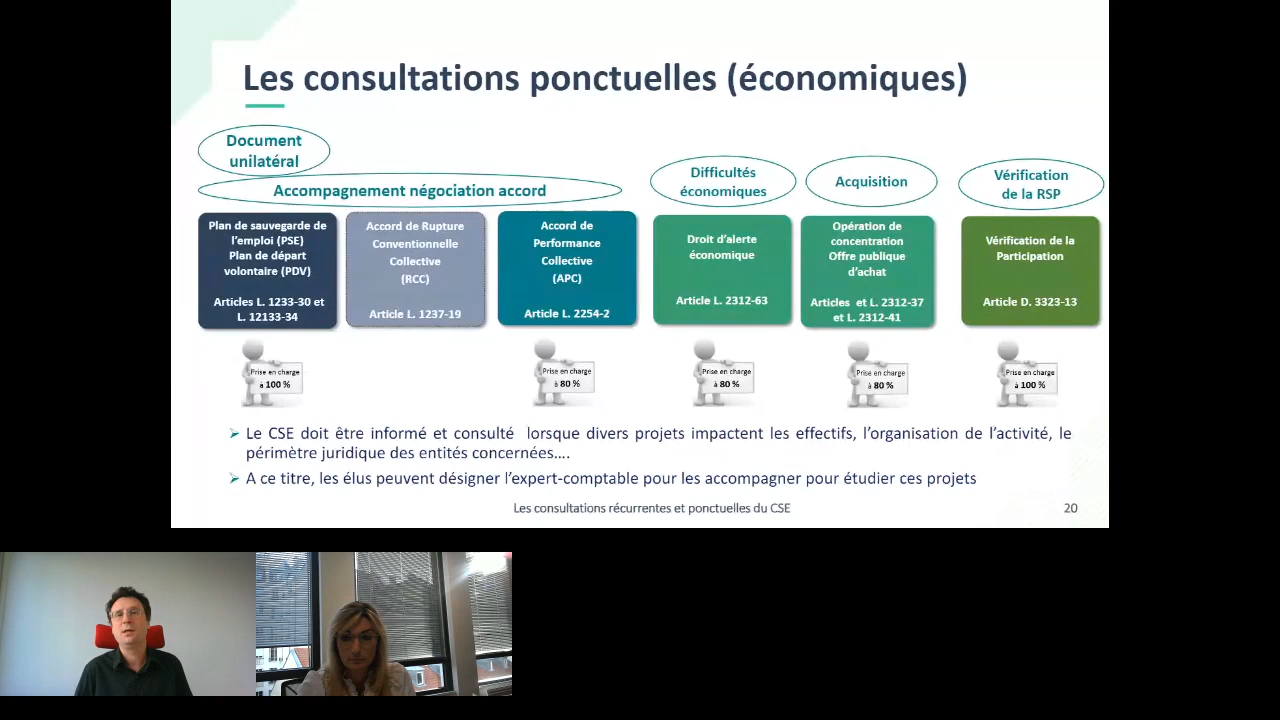 Les consultations ponctuelles (économiques)
Document
unilatéral
Accompagnement négociation accord
Difficultés
économiques
Acquisition
Vérification
de la RSP
Plan de sauvegarde de
l’emploi (PSE)
Plan de départ
volontaire (PDV)
Articles L. 1233-30 et
L. 12133-34
Accord de Rupture
Conventionnelle
Collective
(RCC)
Article L. 1237-19
Accord de
Performance
Collective
(APC)
Article L. 2254-2
Droit d’alerte
économique
Article L. 2312-63
Opération de
concentration
Offre publique
d’achat
Articles et L. 2312-37
et L. 2312-41
Vérification de la
Participation
Article D. 3323-13
Prise en charge
à 100 %
Prise en charge
à 80 %
Prise en charge
à 80 %
Prise en charge
à 80 %
Prise en charge
à 100 %
➢ Le CSE doit être informé et consulté lorsque divers projets impactent les effectifs, l’organisation de l’activité, le
périmètre juridique des entités concernées….
➢ A ce titre, les élus peuvent désigner l’expert-comptable pour les accompagner pour étudier ces projets
Les consultations récurrentes et ponctuelles du CSE
20